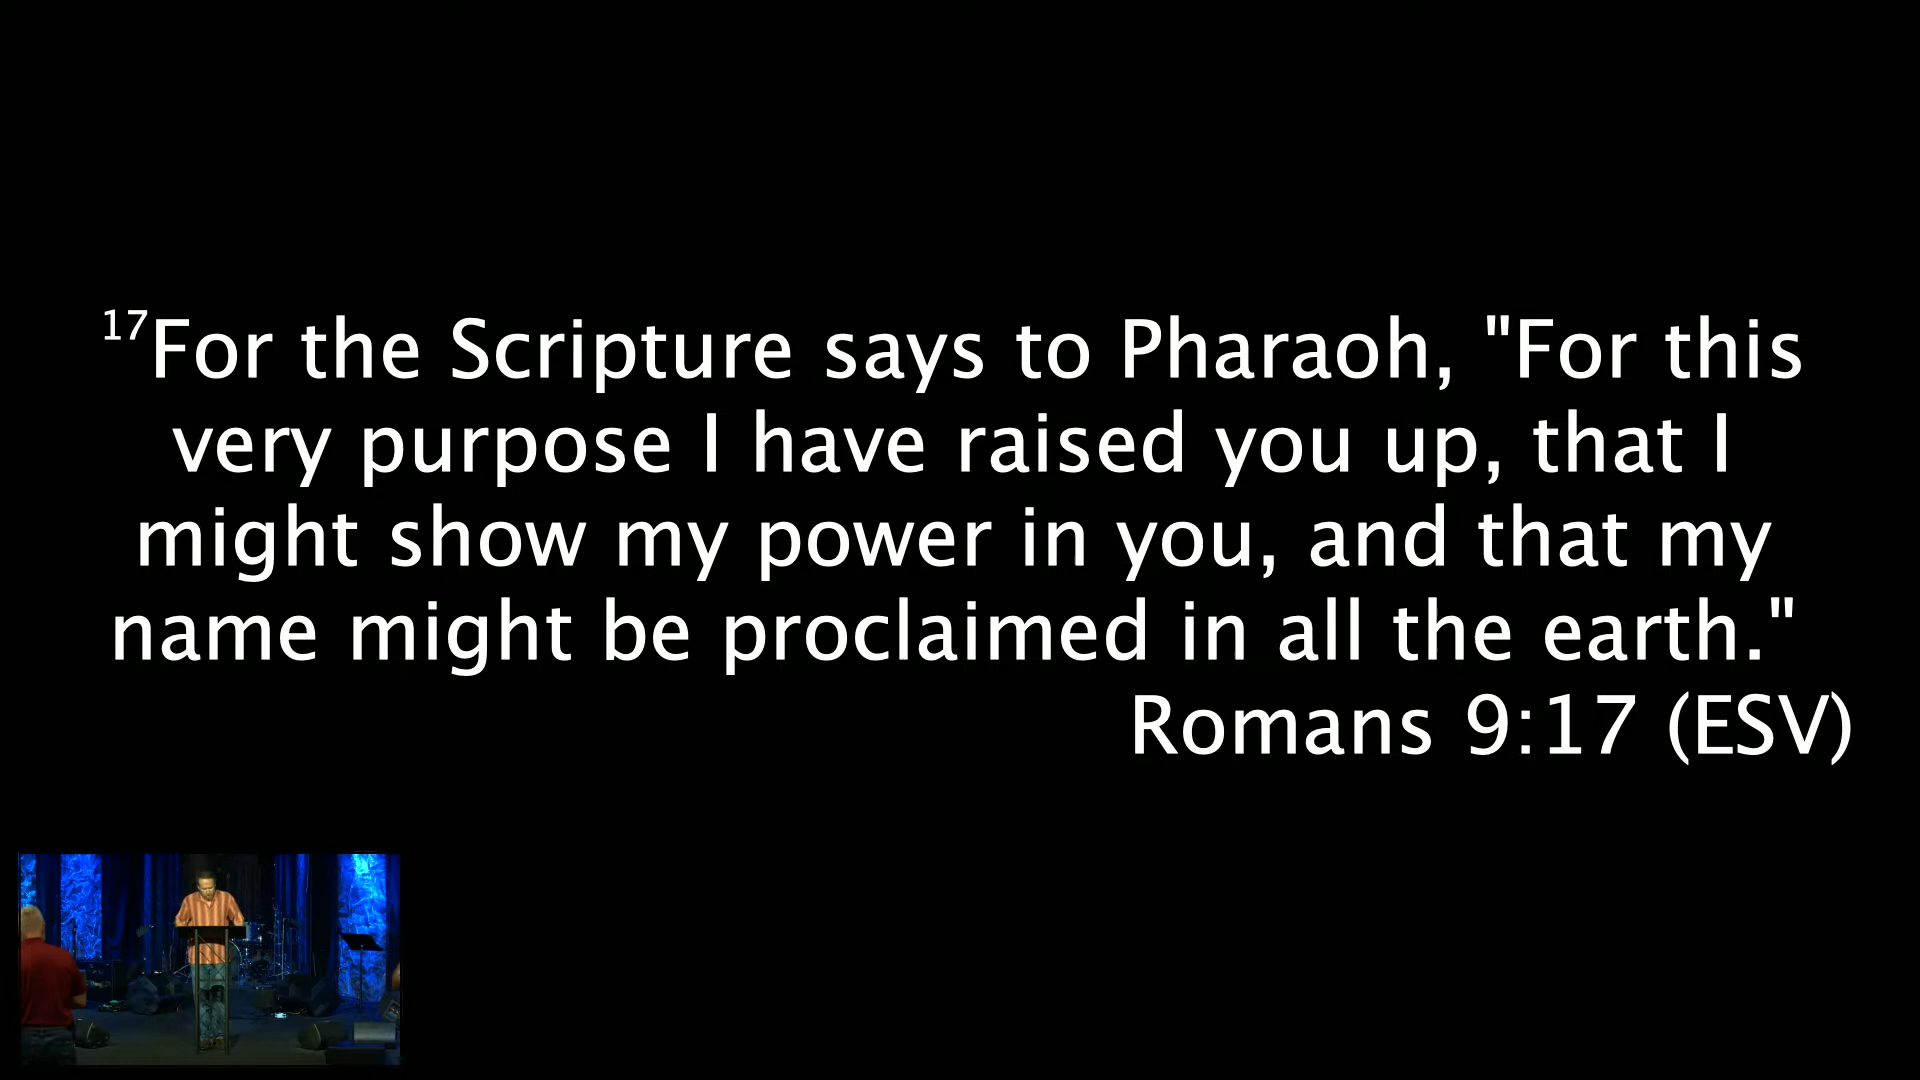 17For the Scripture says to Pharaoh, "For this
very purpose I have raised you up, that I
might show my power in you, and that my
name might be proclaimed in all the earth."
Romans 9:17 (ESV)